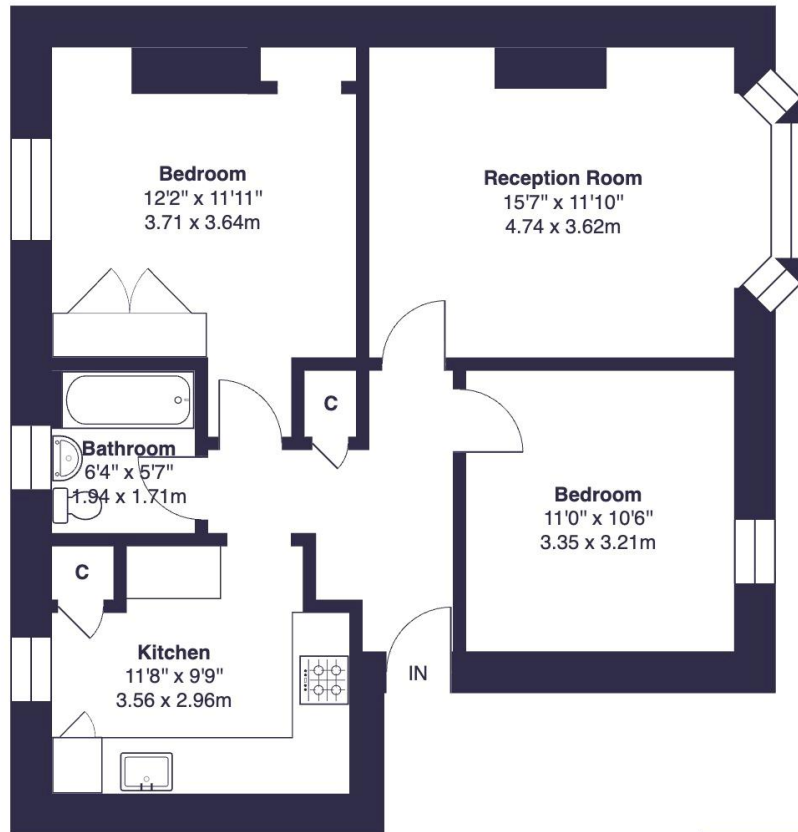 Bedroom
12'2" x 11'11"
3.71 x 3.64m
Reception Room
15'7" x 11'10"
4.74 x 3.62m
C
Bathroom
6'4" x 5'7"
1.94 x 1.71m
Bedroom
11'0" x 10'6"
3.35 x 3.21m
C
Kitchen
11'8" x 9'9"
3.56 x 2.96m
IN